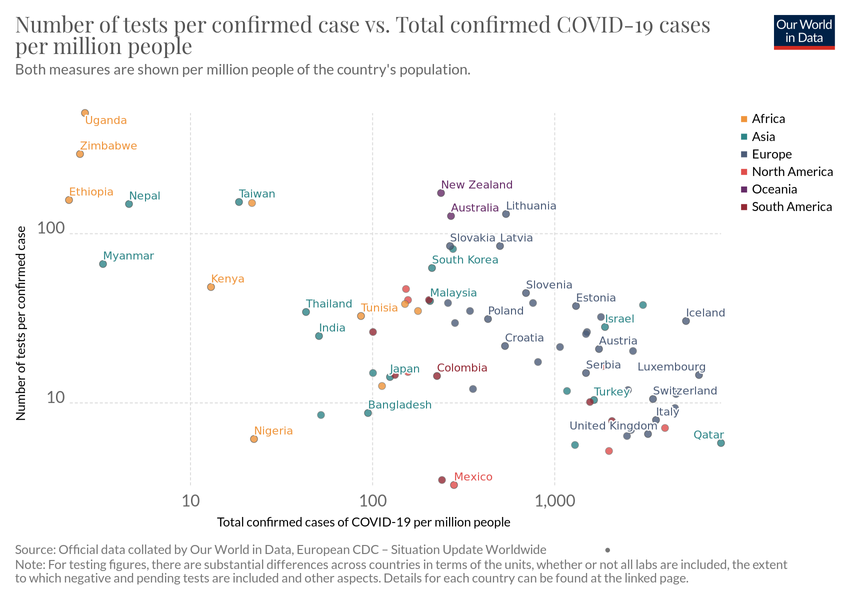 Number of tests per confirmed case vs. Total confirmed COVID-19 cases
per million people
Our World
in Data
Both measures are shown per million people of the country's population.
Uganda
Africa
Asia
Zimbabwe
Europe
North America
Oceania
South America
Ethiopia
Nepal
Taiwan
New Zealand
Australia
Lithuania
100
Slovakia
Latvia
Myanmar
South Korea
Kenya
Slovenia
Malaysia
Thailand
Tunisia
Estonia
Poland
Iceland
India
Israel
Croatia
Austria
Japan
Colombia
Serbia
Luxembourg
10
Bangladesh
Turkey
Switzerland
Italy
Nigeria
United Kingdom
Qatar
Mexico
Number of tests per confirmed case
10
100
1,000
Total confirmed cases of COVID-19 per million people
Source: Official data collated by Our World in Data, European CDC – Situation Update Worldwide
Note: For testing figures, there are substantial differences across countries in terms of the units, whether or not all labs are included, the extent
to which negative and pending tests are included and other aspects. Details for each country can be found at the linked page.